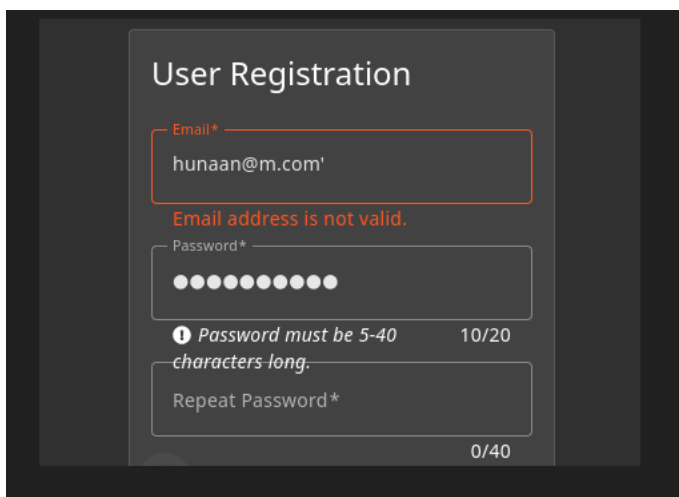 User Registration
Email*
hunaan@m.com'
Email address is not valid.
Password*
Password must be 5-40
10/20
characters long.
Repeat Password*
0/40